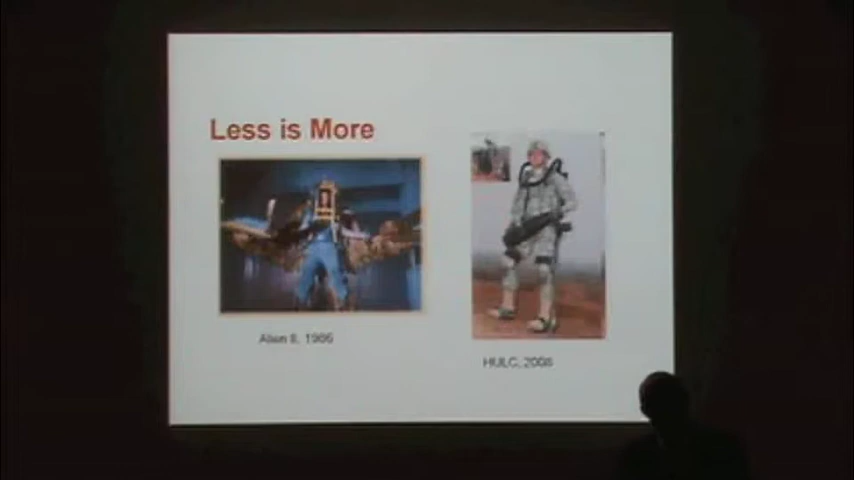 Less is More
Alien II, 1986
HULC, 2008